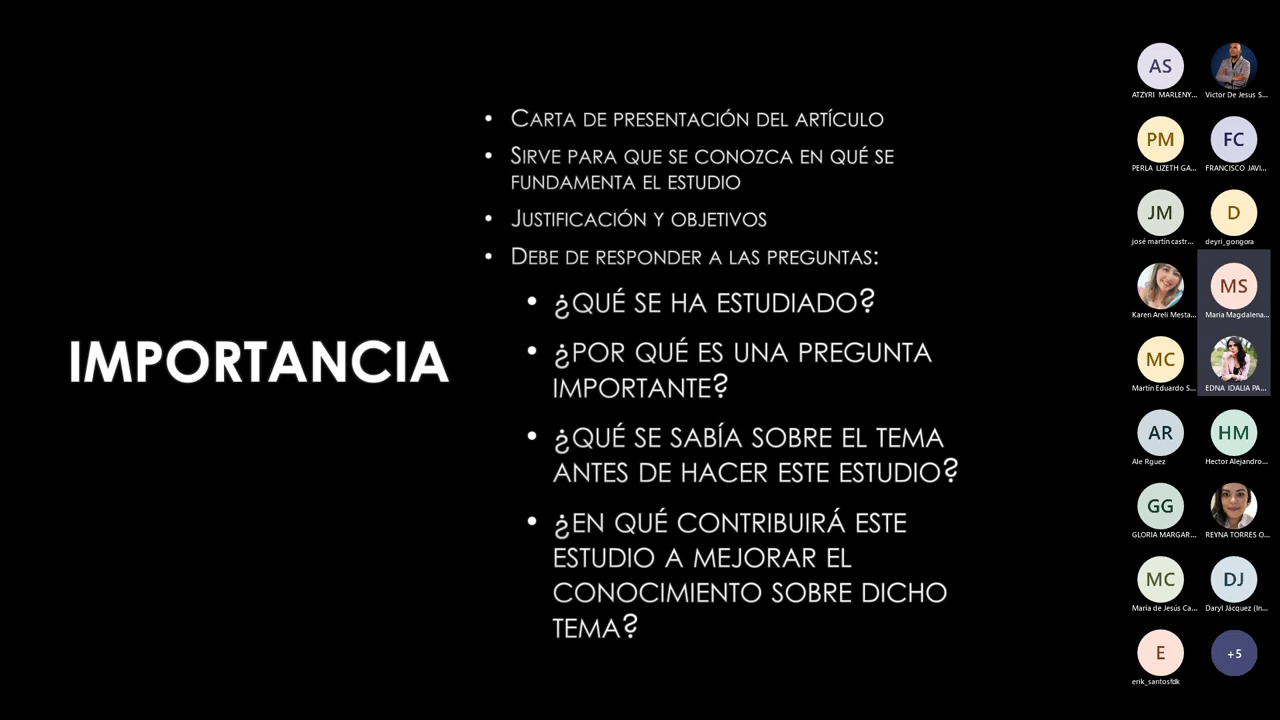 IMPORTANCIA
• CARTA DE PRESENTACIÓN DEL ARTÍCULO
• SIRVE PARA QUE SE CONOZCA EN QUÉ SE
FUNDAMENTA EL ESTUDIO
• JUSTIFICACIÓN Y OBJETIVOS
• DEBE DE RESPONDER A LAS PREGUNTAS:
• ¿QUÉ SE HA ESTUDIADO?
• ¿POR QUÉ ES UNA PREGUNTA
IMPORTANTE?
• ¿QUÉ SE SABÍA SOBRE EL TEMA
ANTES DE HACER ESTE ESTUDIO?
• ¿EN QUÉ CONTRIBUIRÁ ESTE
ESTUDIO A MEJORAR EL
CONOCIMIENTO SOBRE DICHO
TEMA?
AS
ATZYRI MARLENY...
Victor De Jesus S...
PM
PERLA LIZETH GA...
FC
FRANCISCO JAVI...
JM
josé martín castr...
D
deyri_gongora
Karen Areli Mesta...
MS
Maria Magdalena...
MC
Martín Eduardo S...
EDNA IDALIA PA...
AR
Ale Rguez
HM
Hector Alejandro...
GG
GLORIA MARGAR...
REYNA TORRES O...
MC
María de Jesús Ca...
DJ
Daryl Jácquez (In...
E
erik_santosfdk
+5